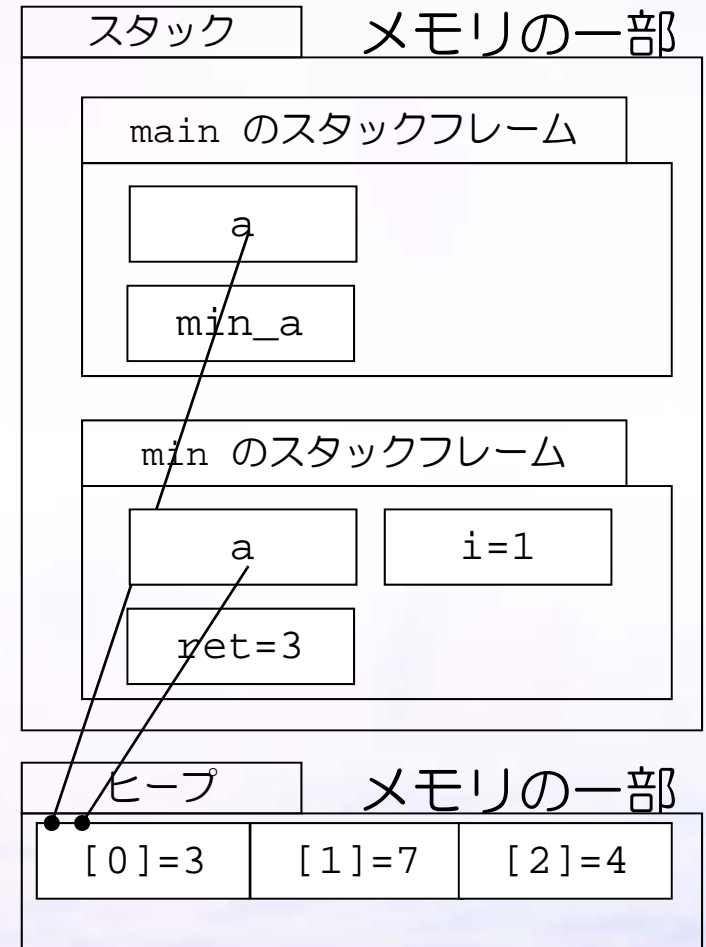 スタック
メモリの一部
main のスタックフレーム
a
min_a
min のスタックフレーム
a
i=1
ret=3
ヒープ
メモリの一部
[0]=3
[1]=7
[2]=4